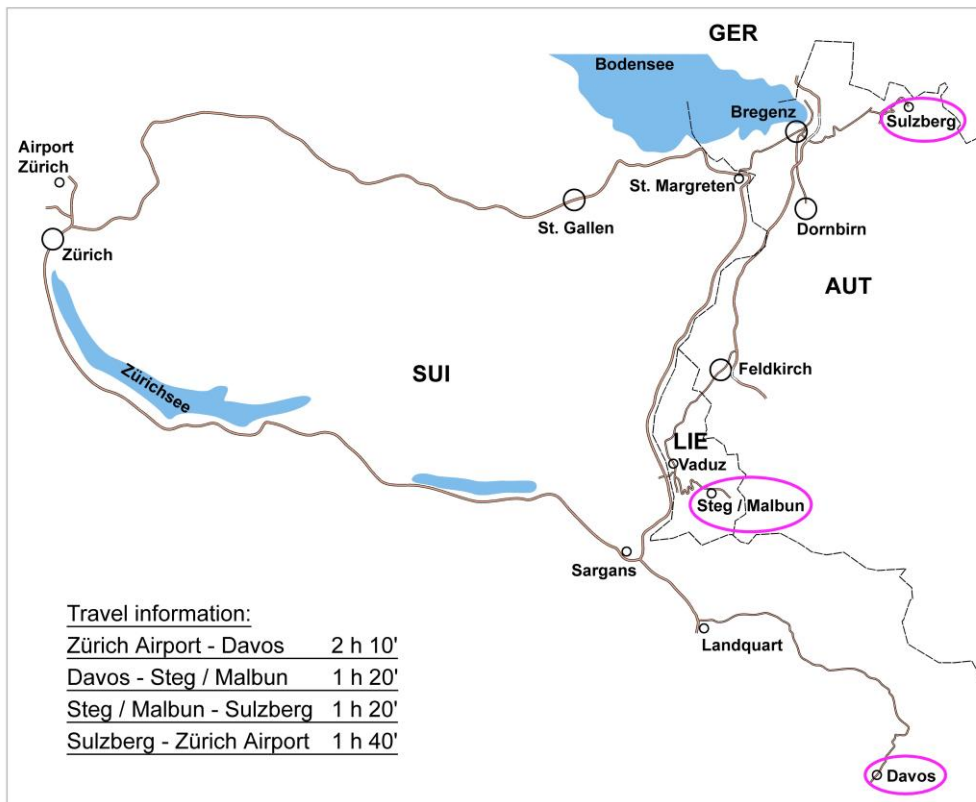 GER
Bodensee
Bregenz
Sulzberg
Airport
Zürich
St. Margreten
St. Gallen
Dornbirn
Zürich
AUT
SUI
Feldkirch
Zürichsee
LIE
Vaduz
Steg / Malbun
Sargans
Landquart
Davos
Travel information:
Zürich Airport - Davos 2 h 10'
Davos - Steg / Malbun 1 h 20'
Steg / Malbun - Sulzberg 1 h 20'
Sulzberg - Zürich Airport 1 h 40'